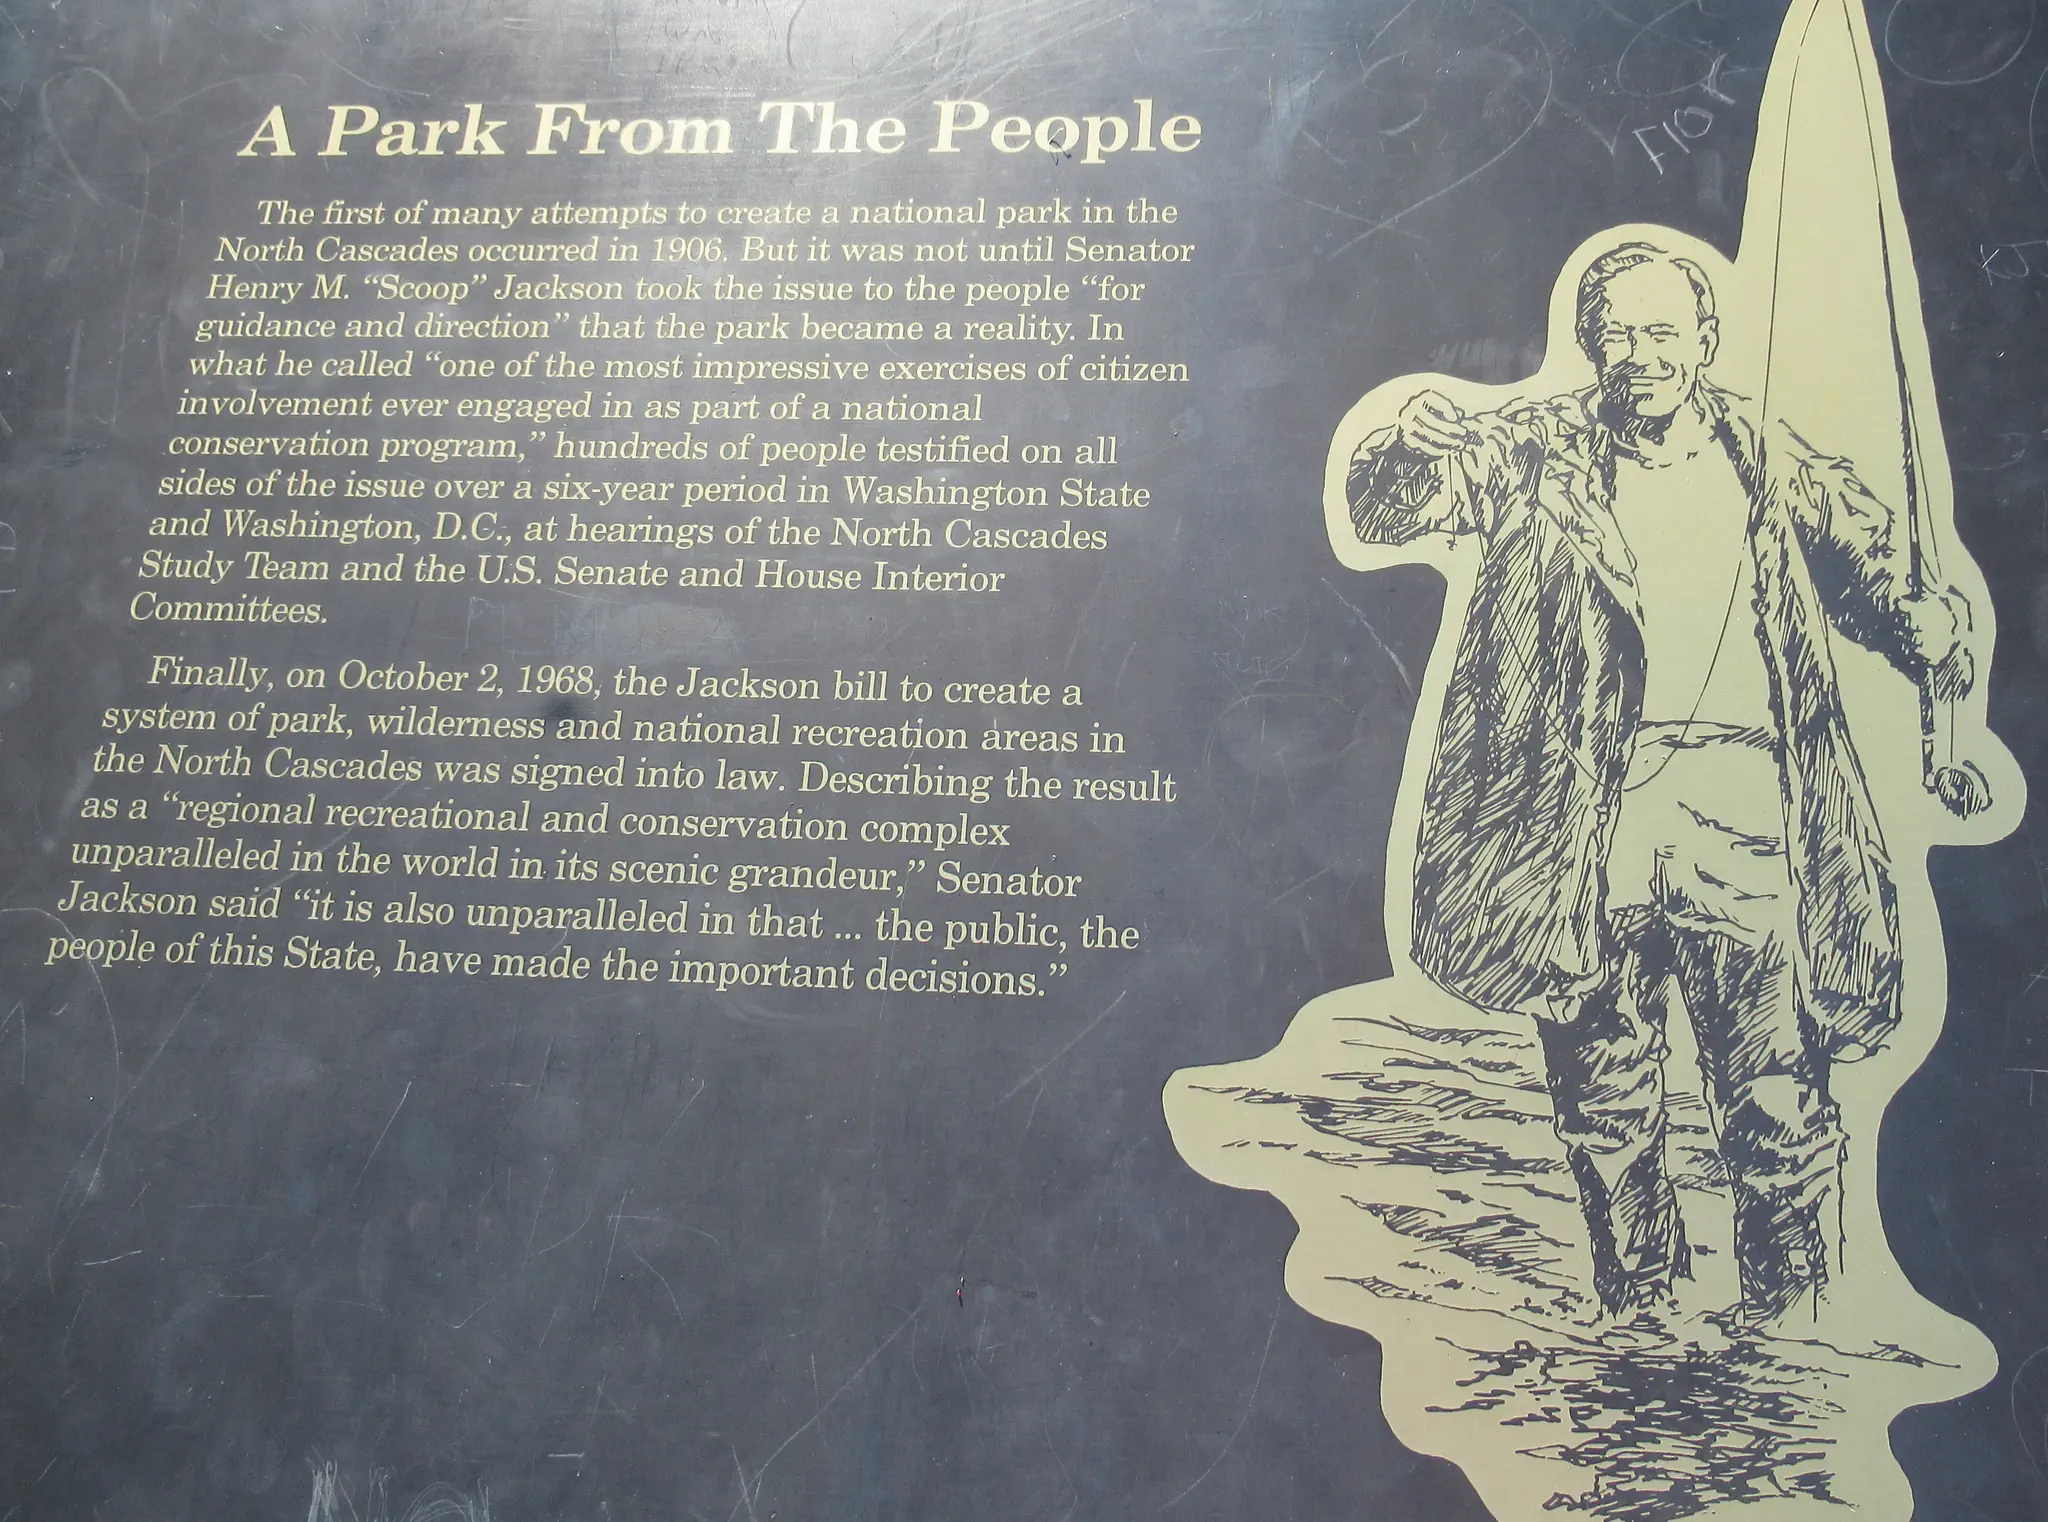 A Park From The People
The first of many attempts to create a national park in the
North Cascades occurred in 1906. But it was not until Senator
Henry M. “Scoop” Jackson took the issue to the people “for
guidance and direction” that the park became a reality. In
what he called “one of the most impressive exercises of citizen
involvement ever engaged in as part of a national
conservation program,” hundreds of people testified on all
sides of the issue over a six-year period in Washington State
and Washington, D.C., at hearings of the North Cascades
Study Team and the U.S. Senate and House Interior
Committees.
Finally, on October 2, 1968, the Jackson bill to create a
system of park, wilderness and national recreation areas in
the North Cascades was signed into law. Describing the result
as a “regional recreational and conservation complex
unparalleled in the world in its scenic grandeur,” Senator
Jackson said “it is also unparalleled in that ... the public, the
people of this State, have made the important decisions.”